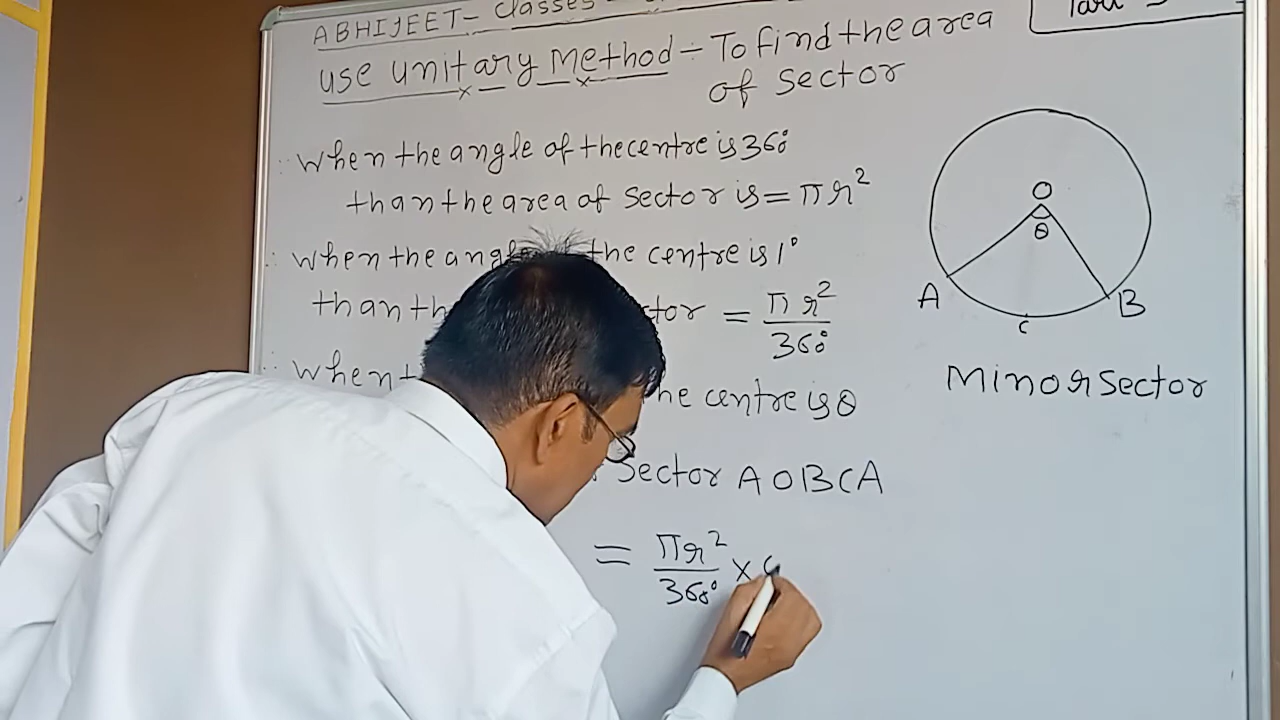 ABHIJEET - Classes -
USE Unitary Method ÷ To find the area
of sector
∵ When the angle of the centre is 360°
than the area of sector is = πr²
∴ When the angle the centre is 1°
than th tor = πr²/360°
∴ When t he centre is θ
Sector AOBCA
= πr²/360° ×
O
θ
A
B
C
Minor Sector